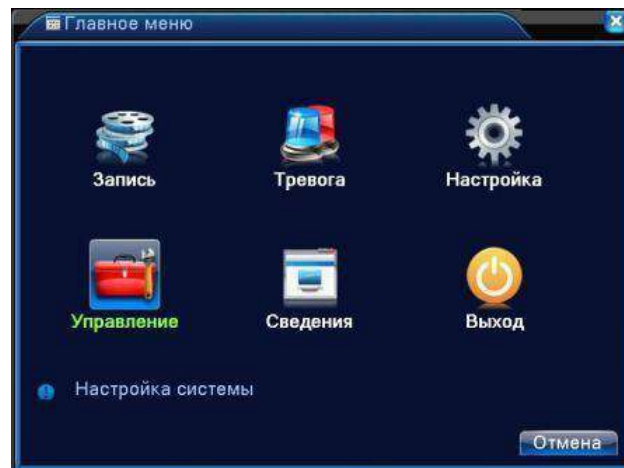 Главное меню
Запись Тревога Настройка
Управление Сведения Выход
Настройка системы
Отмена